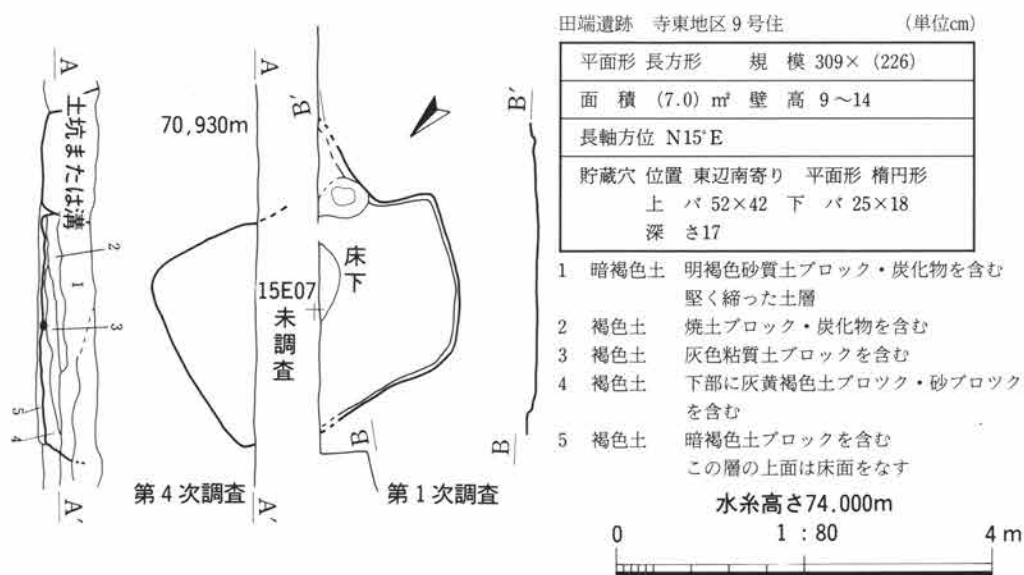 田端遺跡 寺東地区9号住 (単位cm)
平面形 長方形 規 模 309×(226)
面 積 (7.0)㎡ 壁 高 9~14
長軸方位 N15°E
貯蔵穴 位置 東辺南寄り 平面形 楕円形
上 バ 52×42 下 バ 25×18
深 さ17
1 暗褐色土 明褐色砂質土ブロック・炭化物を含む
堅く締った土層
2 褐色土 焼土ブロック・炭化物を含む
3 褐色土 灰色粘質土ブロックを含む
4 褐色土 下部に灰黄褐色土プロツク・砂プロツク
を含む
5 褐色土 暗褐色土ブロックを含む
この層の上面は床面をなす
水糸高さ74.000m
0 1:80 4m
A
土坑または溝
2
1
3
5
4
A'
A
70,930m
B'
床下
15E07
未調査
B
第4次調査
A'
第1次調査
B'
B